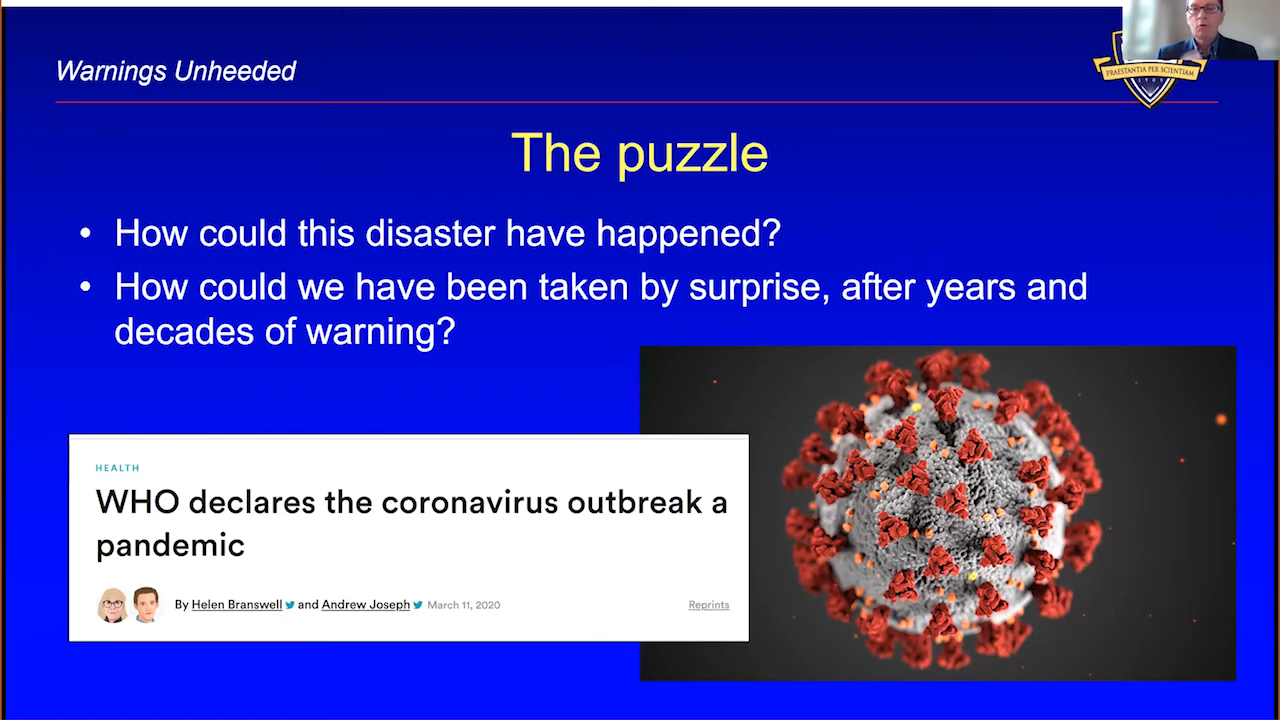 Warnings Unheeded
PRAESTANTIA PER SCIENTIAM
The puzzle
• How could this disaster have happened?
• How could we have been taken by surprise, after years and
decades of warning?
HEALTH
WHO declares the coronavirus outbreak a
pandemic
By Helen Branswell and Andrew Joseph March 11, 2020
Reprints